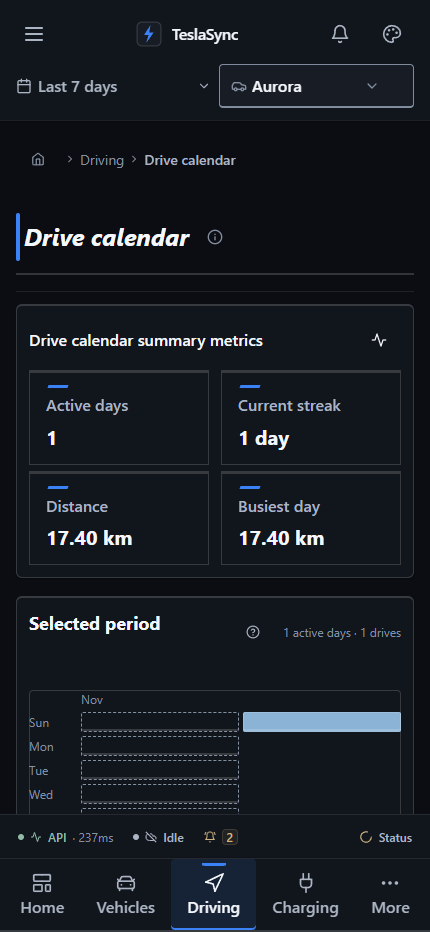 TeslaSync
Last 7 days
Aurora
Driving
Drive calendar
Drive calendar
Drive calendar summary metrics
Active days
1
Current streak
1 day
Distance
17.40 km
Busiest day
17.40 km
Selected period
1 active days · 1 drives
Nov
Sun
Mon
Tue
Wed
API · 237ms
Idle
2
Status
Home
Vehicles
Driving
Charging
More